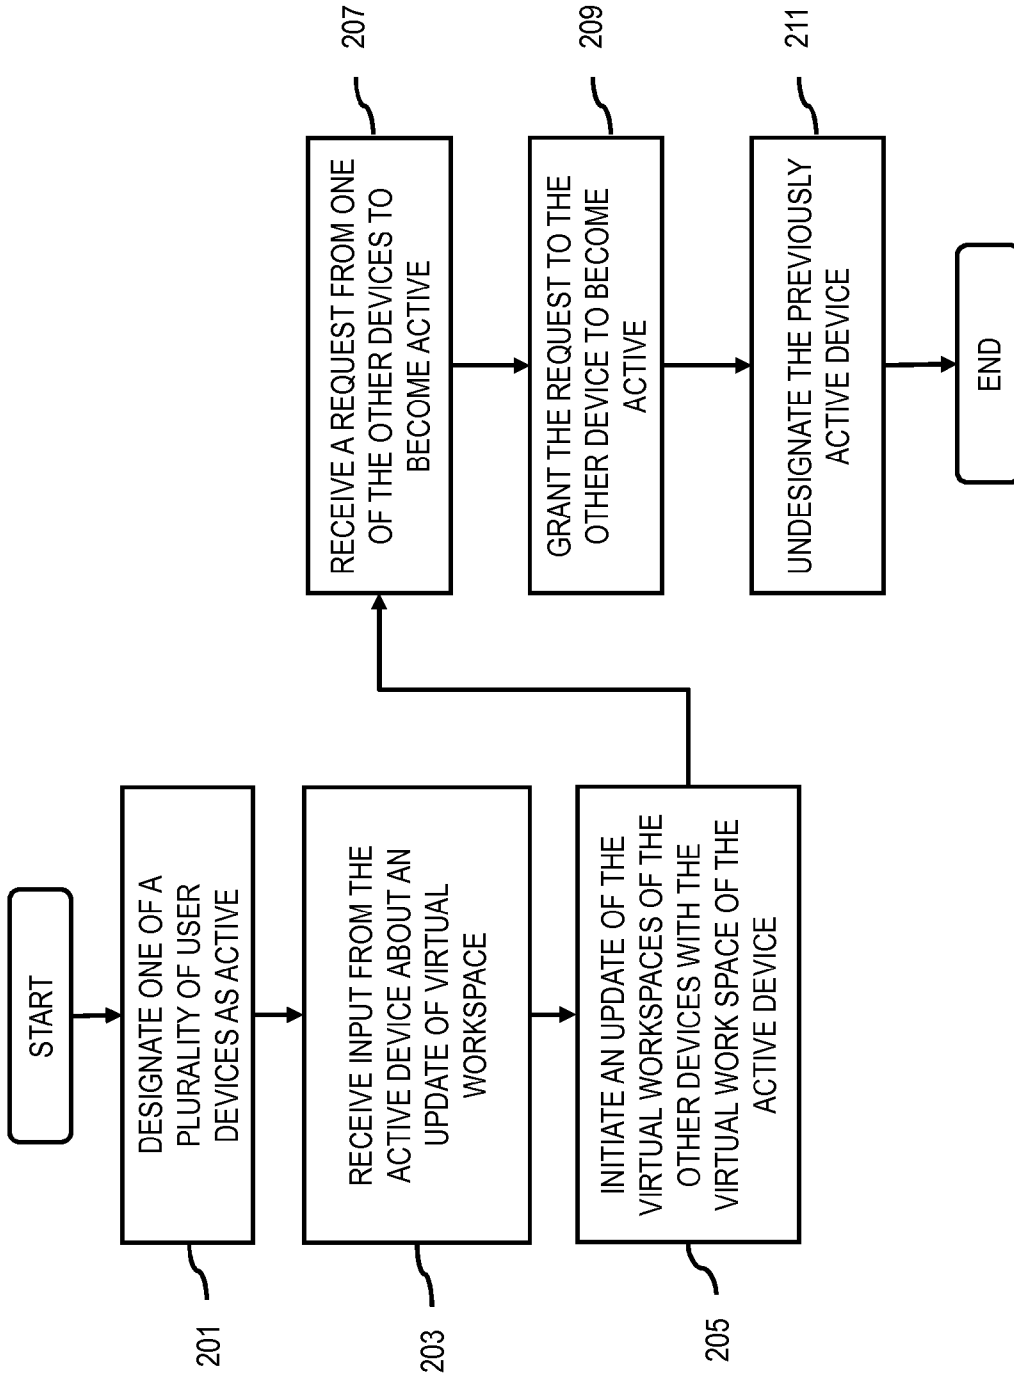 START
DESIGNATE ONE OF A
PLURALITY OF USER
DEVICES AS ACTIVE
201
RECEIVE INPUT FROM THE
ACTIVE DEVICE ABOUT AN
UPDATE OF VIRTUAL
WORKSPACE
203
INITIATE AN UPDATE OF THE
VIRTUAL WORKSPACES OF THE
OTHER DEVICES WITH THE
VIRTUAL WORK SPACE OF THE
ACTIVE DEVICE
205
RECEIVE A REQUEST FROM ONE
OF THE OTHER DEVICES TO
BECOME ACTIVE
207
GRANT THE REQUEST TO THE
OTHER DEVICE TO BECOME
ACTIVE
209
UNDESIGNATE THE PREVIOUSLY
ACTIVE DEVICE
211
END